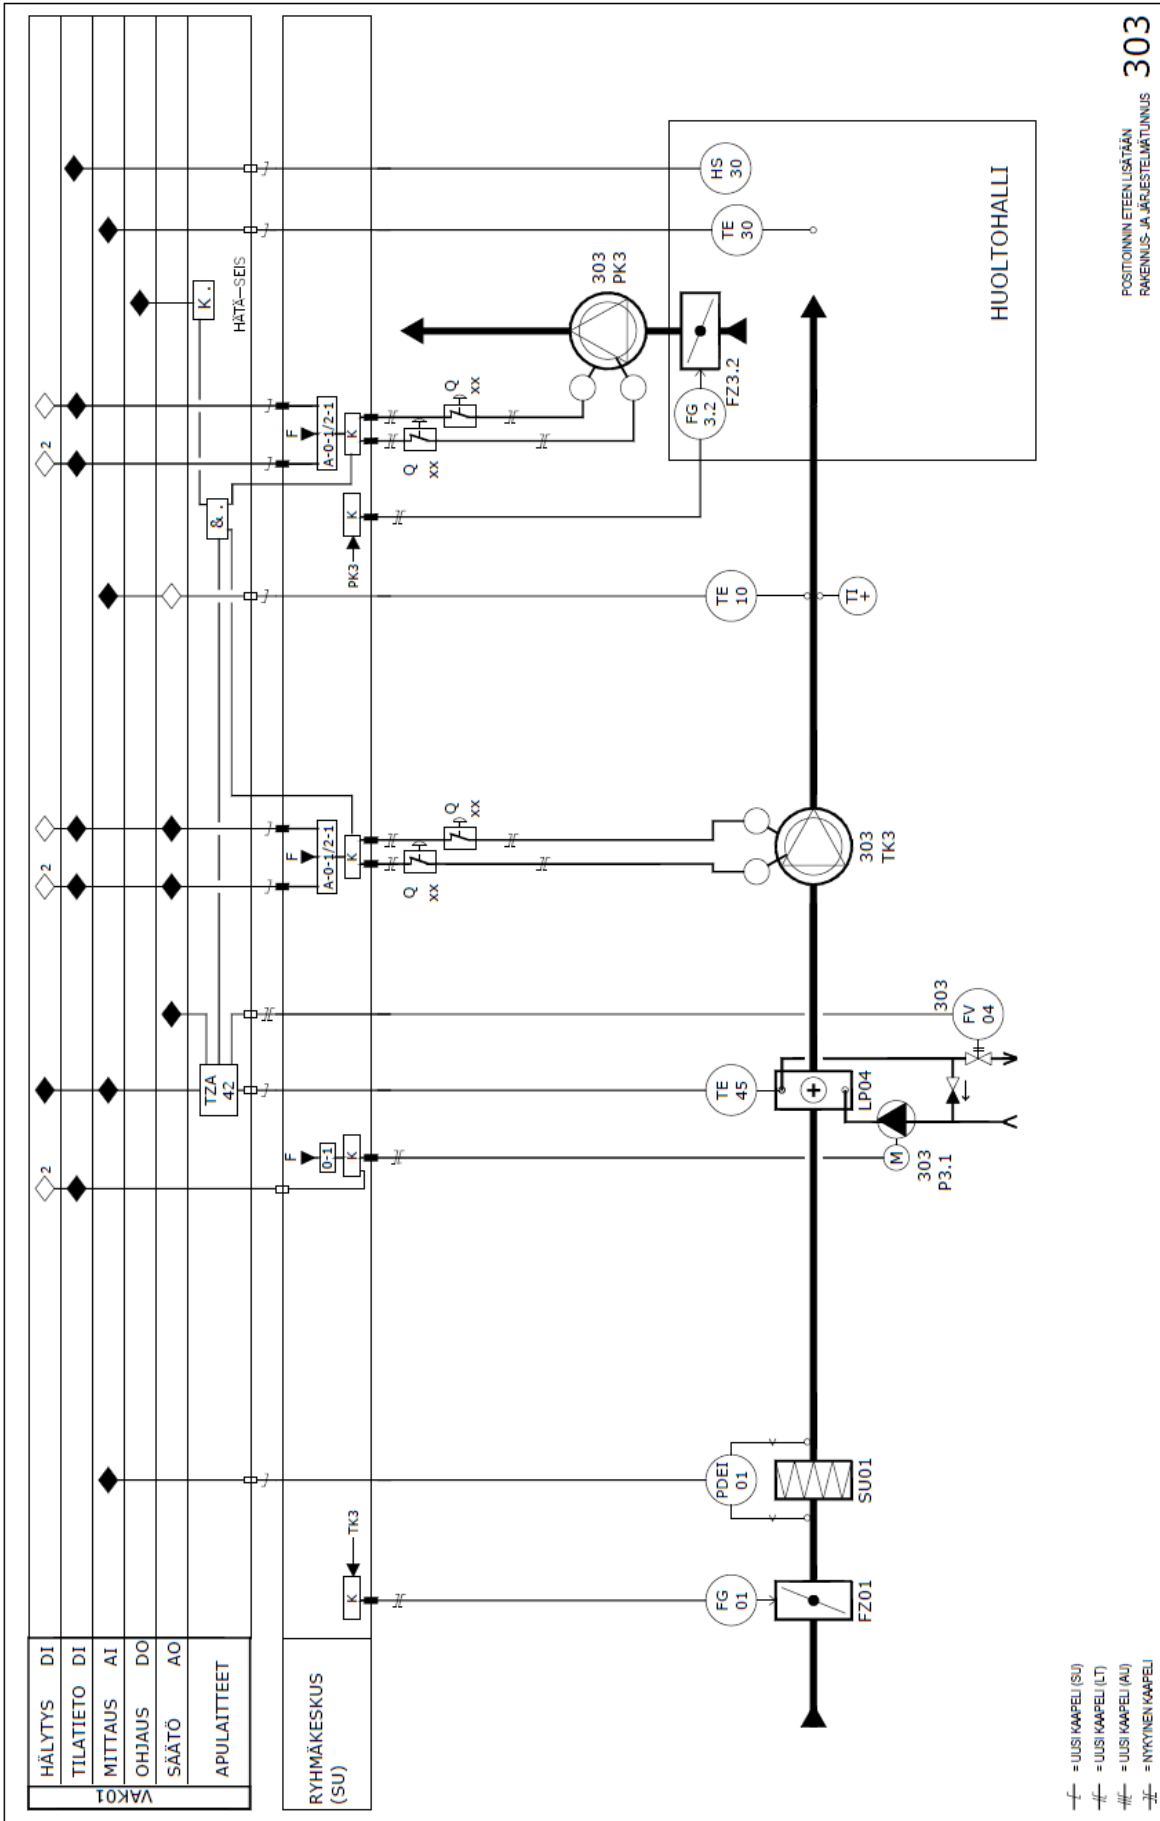 VAK01
HÄLYTYS DI
TILATIETO DI
MITTAUS AI
OHJAUS DO
SÄÄTÖ AO
APULAITTEET
RYHMÄKESKUS
(SU)
2
2
2
2
2
TZA
42
&.
K.
HÄTÄ-SEIS
K
TK3
F
0-1
K
F
A-0-1/2-1
K
PK3
K
F
A-0-1/2-1
K
Q
XX
Q
XX
Q
XX
Q
XX
FG
01
FZ01
PDEI
01
SU01
M
303
P3.1
TE
45
LP04
303
FV
04
303
TK3
TE
10
TI
+
FG
3.2
FZ3.2
303
PK3
TE
30
HS
30
HUOLTOHALLI
= UUSI KAAPELI (SU)
= UUSI KAAPELI (LT)
= UUSI KAAPELI (AU)
= NYKYINEN KAAPELI
POSITIOINNIN ETEEN LISÄTÄÄN
RAKENNUS- JA JÄRJESTELMÄTUNNUS
303